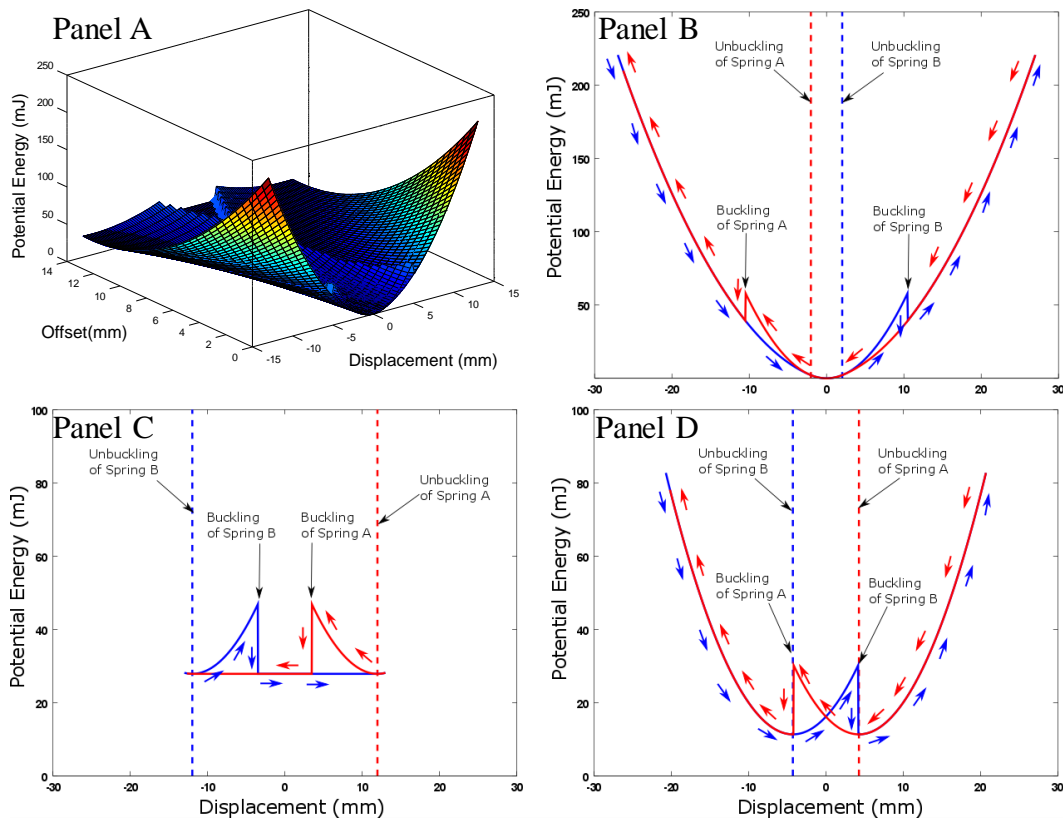 Panel A
250
200
150
100
50
0
Potential Energy (mJ)
14
12
10
8
6
4
2
0
Offset(mm)
-15
-10
-5
0
5
10
15
Displacement (mm)
Panel B
250
200
150
100
50
Potential Energy (mJ)
Unbuckling
of Spring A
Unbuckling
of Spring B
Buckling
of Spring A
Buckling
of Spring B
-30
-20
-10
0
10
20
30
Panel C
100
80
60
40
20
0
Potential Energy (mJ)
Unbuckling
of Spring B
Unbuckling
of Spring A
Buckling
of Spring B
Buckling
of Spring A
-30
-20
-10
0
10
20
30
Displacement (mm)
Panel D
100
80
60
40
20
0
Potential Energy (mJ)
Unbuckling
of Spring B
Unbuckling
of Spring A
Buckling
of Spring A
Buckling
of Spring B
-30
-20
-10
0
10
20
30
Displacement (mm)